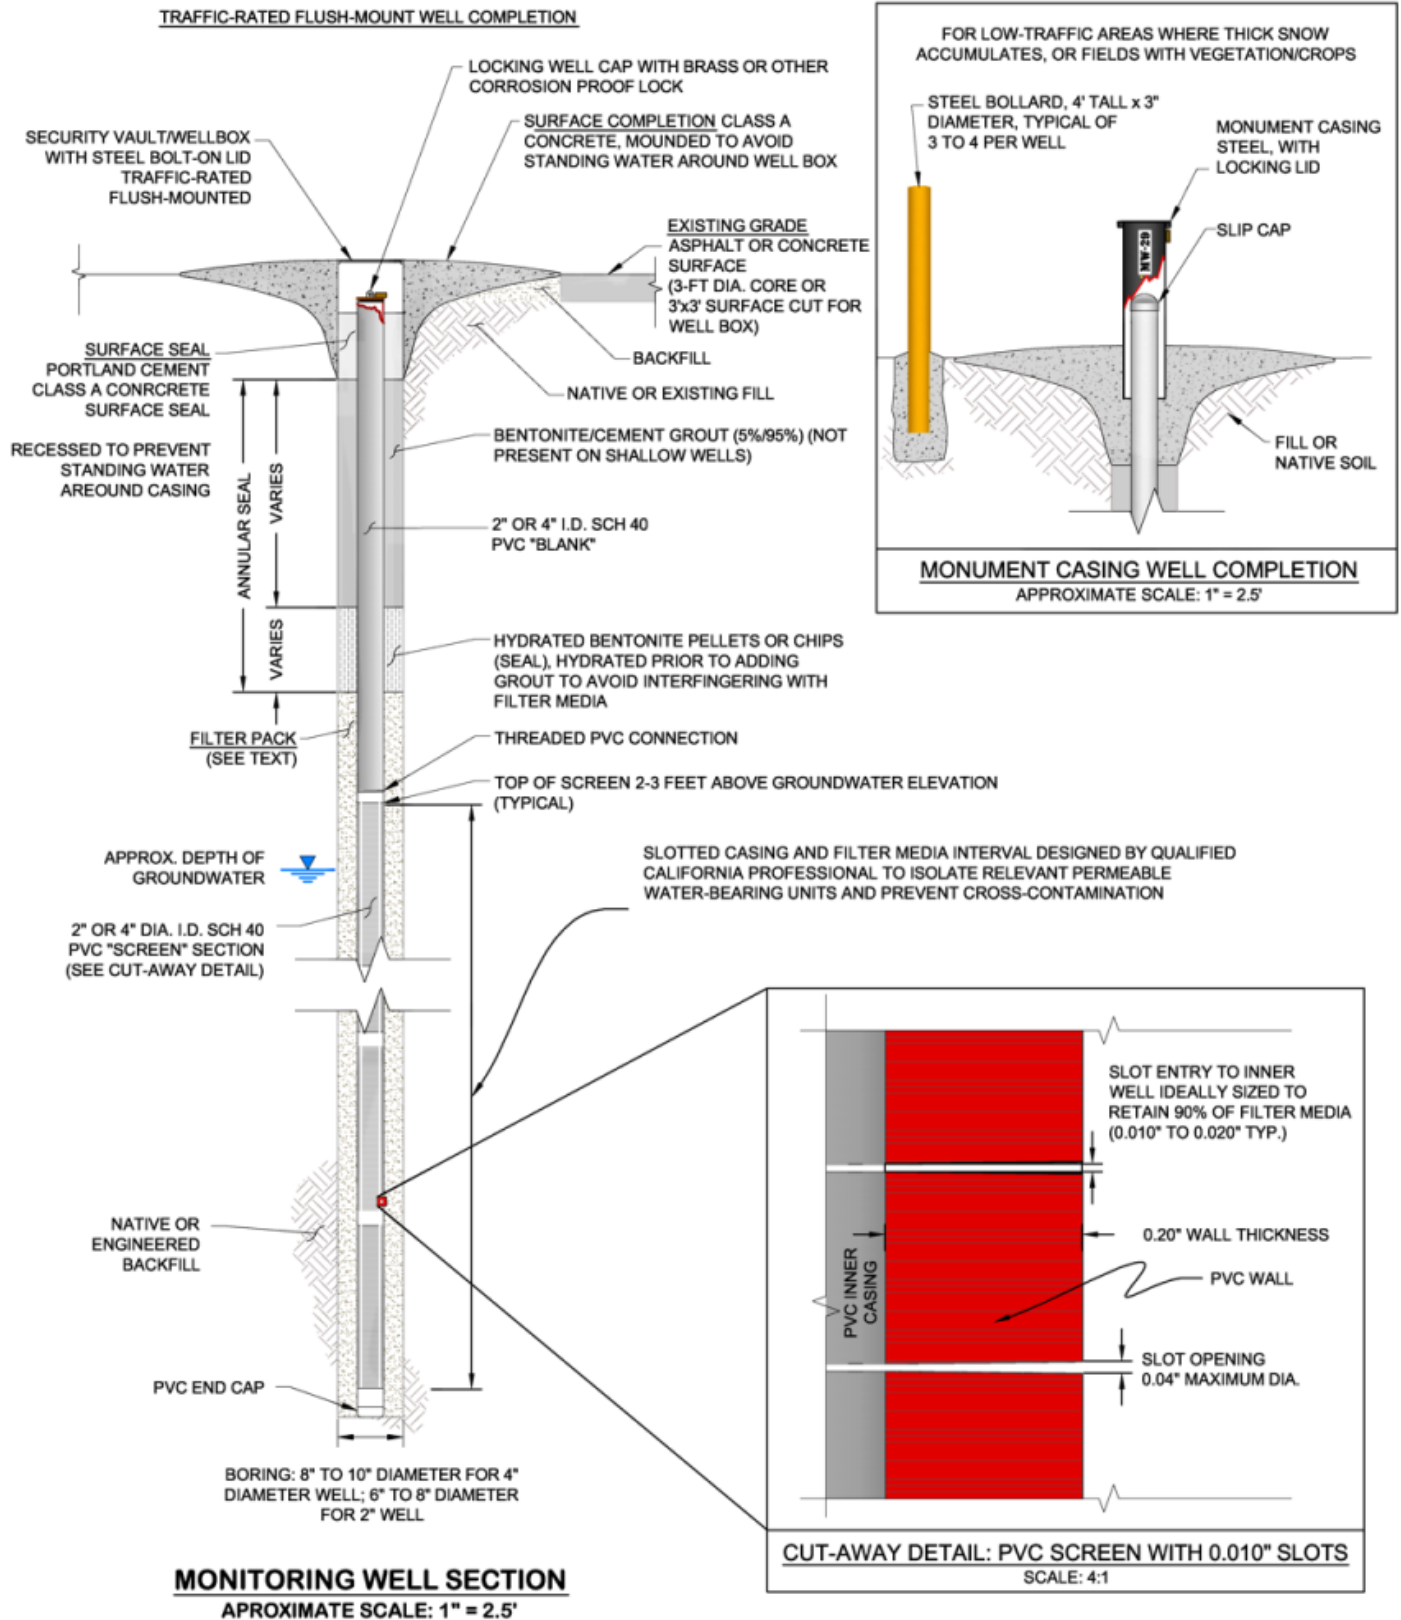 TRAFFIC-RATED FLUSH-MOUNT WELL COMPLETION
LOCKING WELL CAP WITH BRASS OR OTHER
CORROSION PROOF LOCK
SECURITY VAULT/WELLBOX
WITH STEEL BOLT-ON LID
TRAFFIC-RATED
FLUSH-MOUNTED
SURFACE COMPLETION CLASS A
CONCRETE, MOUNDED TO AVOID
STANDING WATER AROUND WELL BOX
EXISTING GRADE
ASPHALT OR CONCRETE
SURFACE
(3-FT DIA. CORE OR
3'x3' SURFACE CUT FOR
WELL BOX)
BACKFILL
NATIVE OR EXISTING FILL
SURFACE SEAL
PORTLAND CEMENT
CLASS A CONRCRETE
SURFACE SEAL
RECESSED TO PREVENT
STANDING WATER
AREOUND CASING
ANNULAR SEAL
VARIES
VARIES
BENTONITE/CEMENT GROUT (5%/95%) (NOT
PRESENT ON SHALLOW WELLS)
2" OR 4" I.D. SCH 40
PVC "BLANK"
HYDRATED BENTONITE PELLETS OR CHIPS
(SEAL), HYDRATED PRIOR TO ADDING
GROUT TO AVOID INTERFINGERING WITH
FILTER MEDIA
FILTER PACK
(SEE TEXT)
THREADED PVC CONNECTION
TOP OF SCREEN 2-3 FEET ABOVE GROUNDWATER ELEVATION
(TYPICAL)
APPROX. DEPTH OF
GROUNDWATER
SLOTTED CASING AND FILTER MEDIA INTERVAL DESIGNED BY QUALIFIED
CALIFORNIA PROFESSIONAL TO ISOLATE RELEVANT PERMEABLE
WATER-BEARING UNITS AND PREVENT CROSS-CONTAMINATION
2" OR 4" DIA. I.D. SCH 40
PVC "SCREEN" SECTION
(SEE CUT-AWAY DETAIL)
NATIVE OR
ENGINEERED
BACKFILL
PVC END CAP
BORING: 8" TO 10" DIAMETER FOR 4"
DIAMETER WELL; 6" TO 8" DIAMETER
FOR 2" WELL
MONITORING WELL SECTION
APROXIMATE SCALE: 1" = 2.5'
FOR LOW-TRAFFIC AREAS WHERE THICK SNOW
ACCUMULATES, OR FIELDS WITH VEGETATION/CROPS
STEEL BOLLARD, 4' TALL x 3"
DIAMETER, TYPICAL OF
3 TO 4 PER WELL
MONUMENT CASING
STEEL, WITH
LOCKING LID
SLIP CAP
MW-20
FILL OR
NATIVE SOIL
MONUMENT CASING WELL COMPLETION
APPROXIMATE SCALE: 1" = 2.5'
SLOT ENTRY TO INNER
WELL IDEALLY SIZED TO
RETAIN 90% OF FILTER MEDIA
(0.010" TO 0.020" TYP.)
0.20" WALL THICKNESS
PVC WALL
PVC INNER
CASING
SLOT OPENING
0.04" MAXIMUM DIA.
CUT-AWAY DETAIL: PVC SCREEN WITH 0.010" SLOTS
SCALE: 4:1